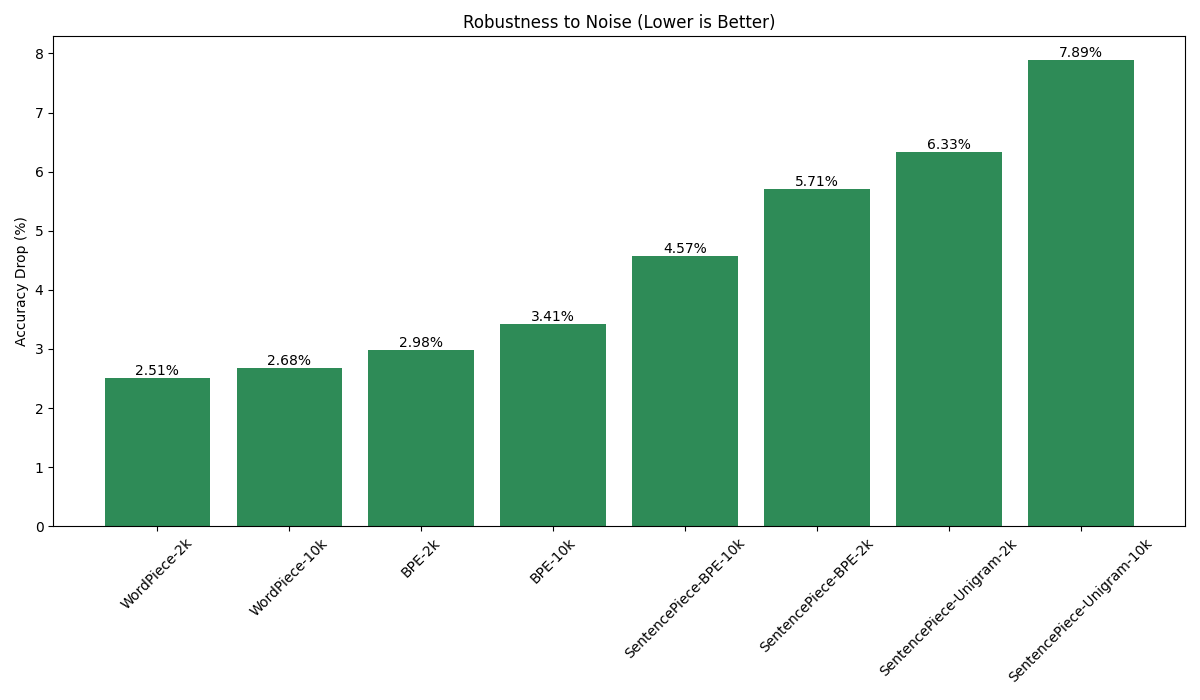 Robustness to Noise (Lower is Better)
Accuracy Drop (%)
8
7
6
5
4
3
2
1
0
2.51%
2.68%
2.98%
3.41%
4.57%
5.71%
6.33%
7.89%
WordPiece-2k
WordPiece-10k
BPE-2k
BPE-10k
SentencePiece-BPE-10k
SentencePiece-BPE-2k
SentencePiece-Unigram-2k
SentencePiece-Unigram-10k